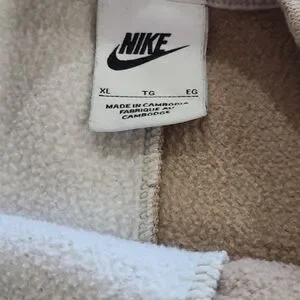 NIKE
XL TG EG
MADE IN CAMBODIA
FABRIQUE AU
CAMBODGE